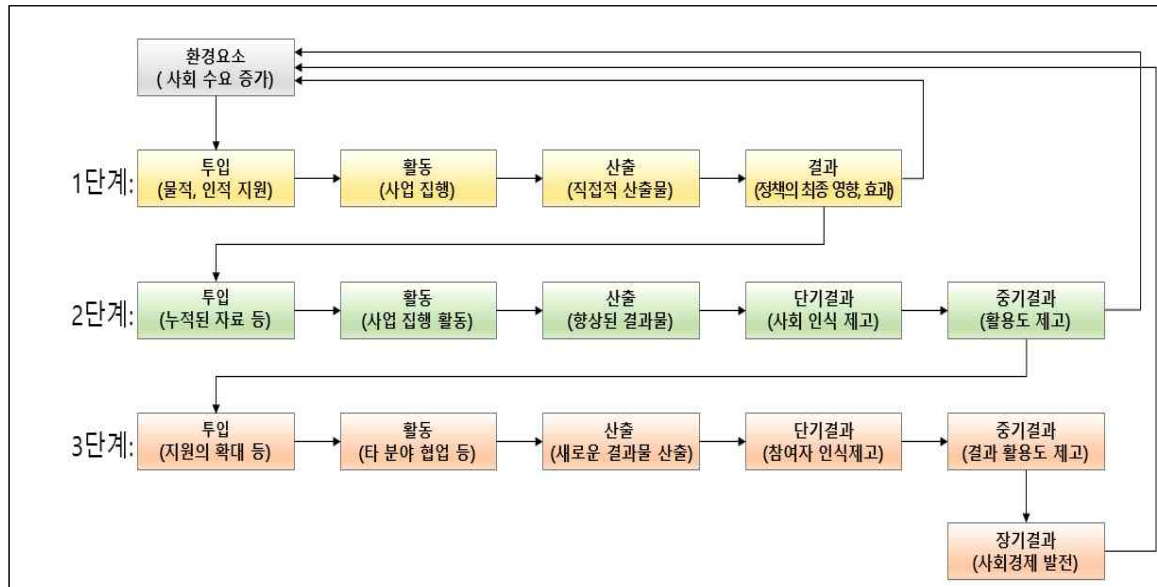 환경요소
( 사회 수요 증가)
1단계:
투입
(물적, 인적 지원)
활동
(사업 집행)
산출
(직접적 산출물)
결과
(정책의 최종 영향, 효과)
2단계:
투입
(누적된 자료 등)
활동
(사업 집행 활동)
산출
(향상된 결과물)
단기결과
(사회 인식 제고)
중기결과
(활용도 제고)
3단계:
투입
(지원의 확대 등)
활동
(타 분야 협업 등)
산출
(새로운 결과물 산출)
단기결과
(참여자 인식제고)
중기결과
(결과 활용도 제고)
장기결과
(사회경제 발전)